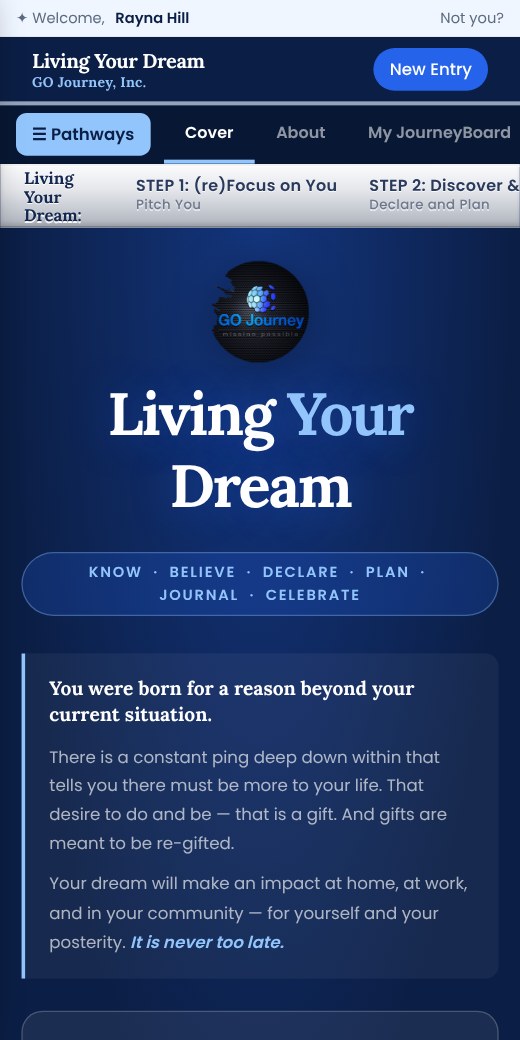 ✦ Welcome, Rayna Hill
Not you?
Living Your Dream
GO Journey, Inc.
New Entry
☰ Pathways
Cover
About
My JourneyBoard
Living
Your
Dream:
STEP 1: (re)Focus on You
Pitch You
STEP 2: Discover &
Declare and Plan
GO Journey
mission possible
Living Your
Dream
KNOW · BELIEVE · DECLARE · PLAN ·
JOURNAL · CELEBRATE
You were born for a reason beyond your
current situation.
There is a constant ping deep down within that
tells you there must be more to your life. That
desire to do and be — that is a gift. And gifts are
meant to be re-gifted.
Your dream will make an impact at home, at work,
and in your community — for yourself and your
posterity. It is never too late.